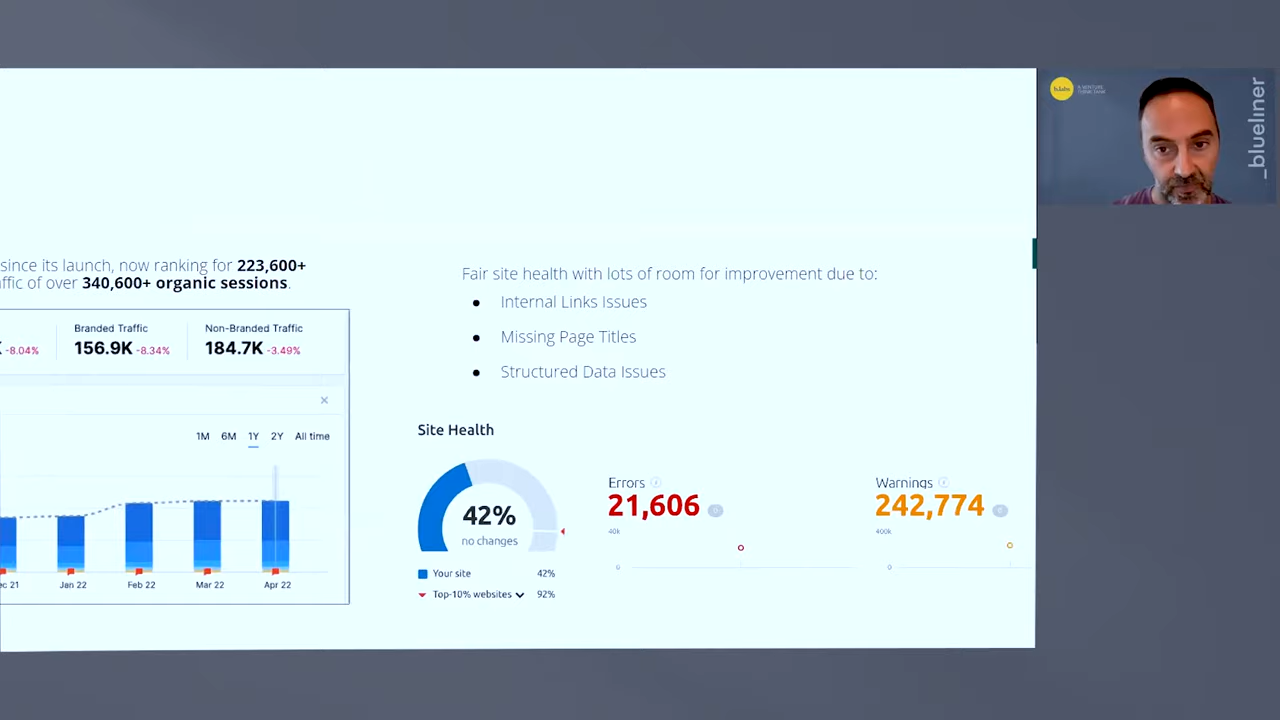 _blueliner
since its launch, now ranking for 223,600+
ffic of over 340,600+ organic sessions.
Branded Traffic
Non-Branded Traffic
K -8.04%
156.9K -8.34%
184.7K -3.49%
1M 6M 1Y 2Y All time
ec 21 Jan 22 Feb 22 Mar 22 Apr 22
Fair site health with lots of room for improvement due to:
● Internal Links Issues
● Missing Page Titles
● Structured Data Issues
Site Health
42%
no changes
Your site 42%
Top-10% websites 92%
Errors
21,606
0
40k
0
Warnings
242,774
400k
0